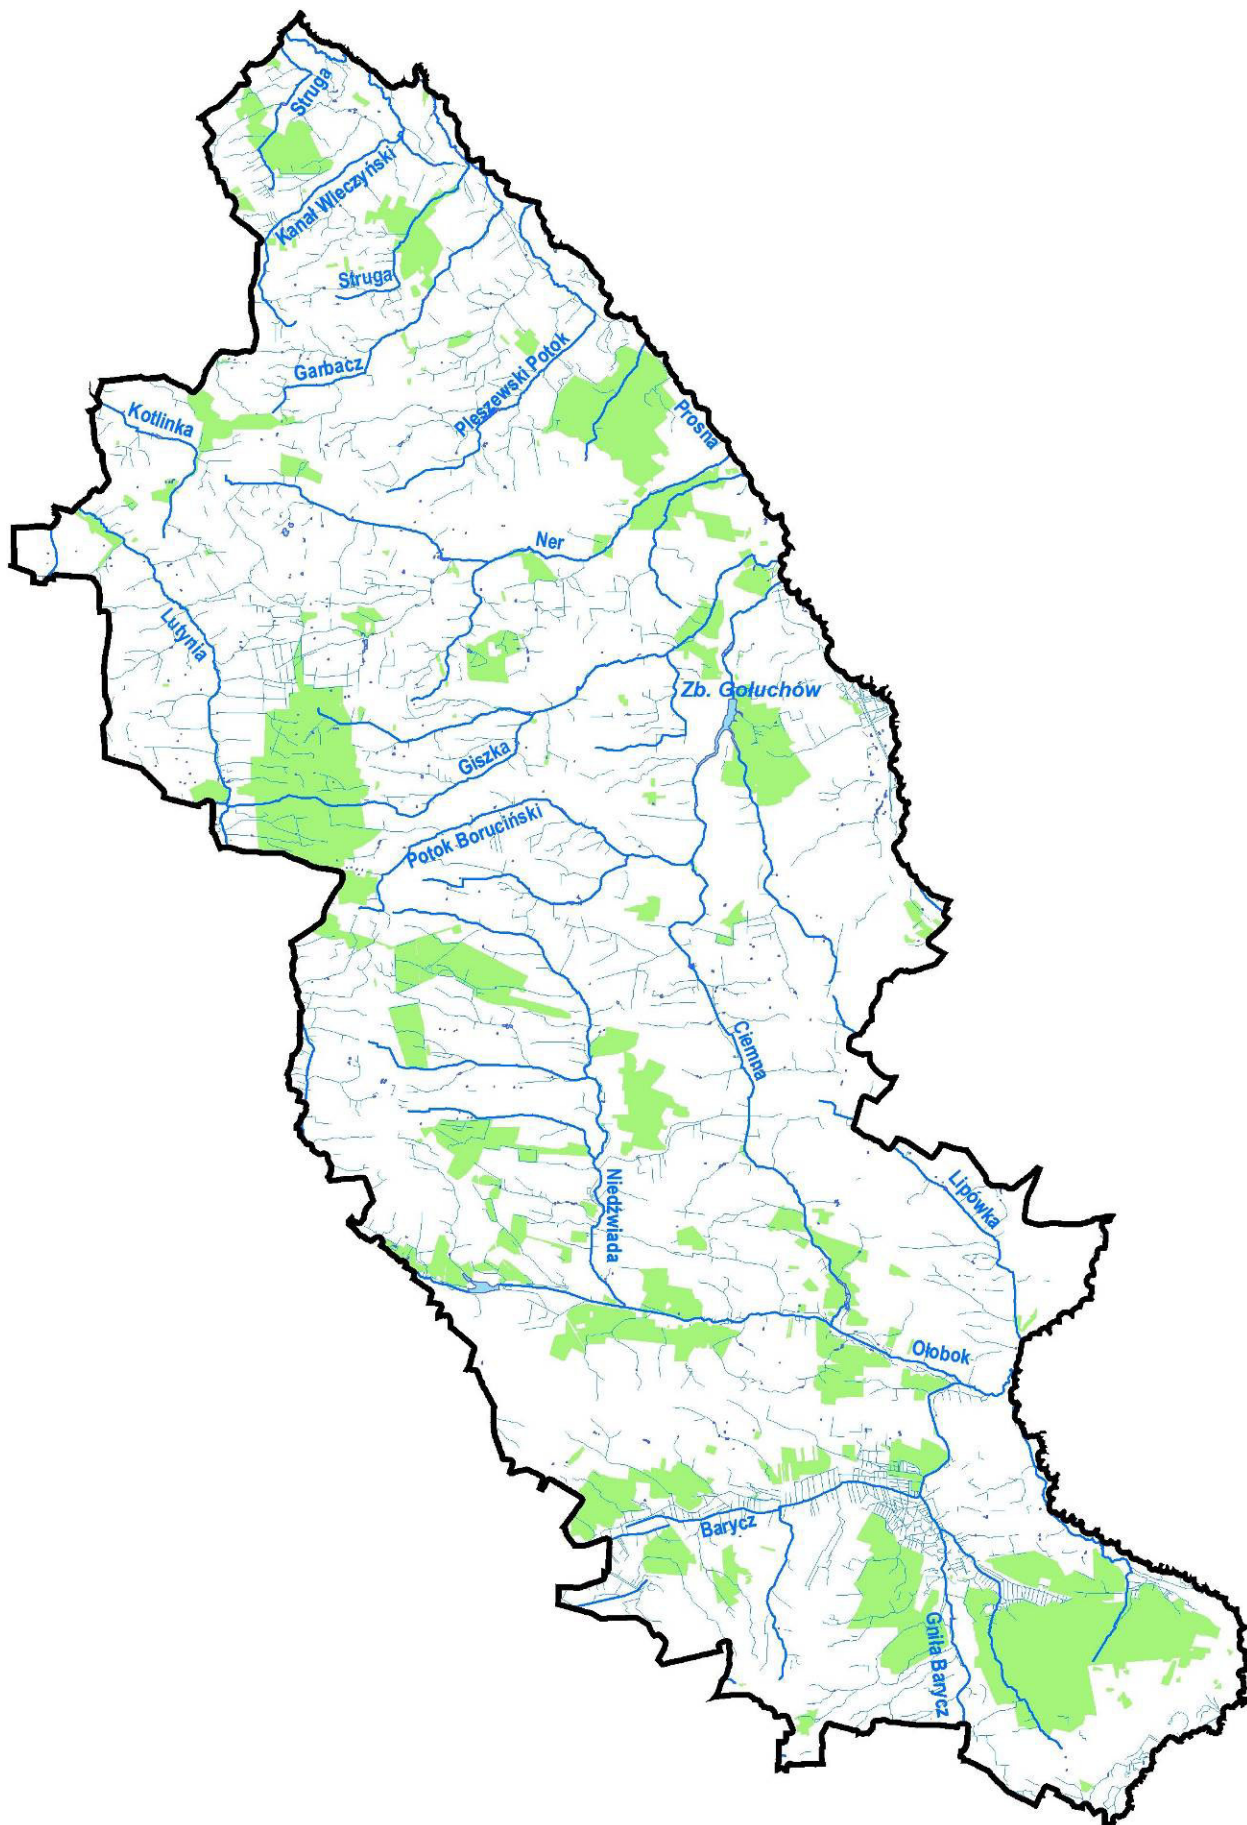 Struga
Kanał Wieczyński
Struga
Garbacz
Pleszewski Potok
Kotlinka
Prosna
Ner
Lutynia
Zb. Gołuchów
Giszka
Potok Boruciński
Ciemna
Niedźwiada
Lipówka
Ołobok
Barycz
Gniła Barycz